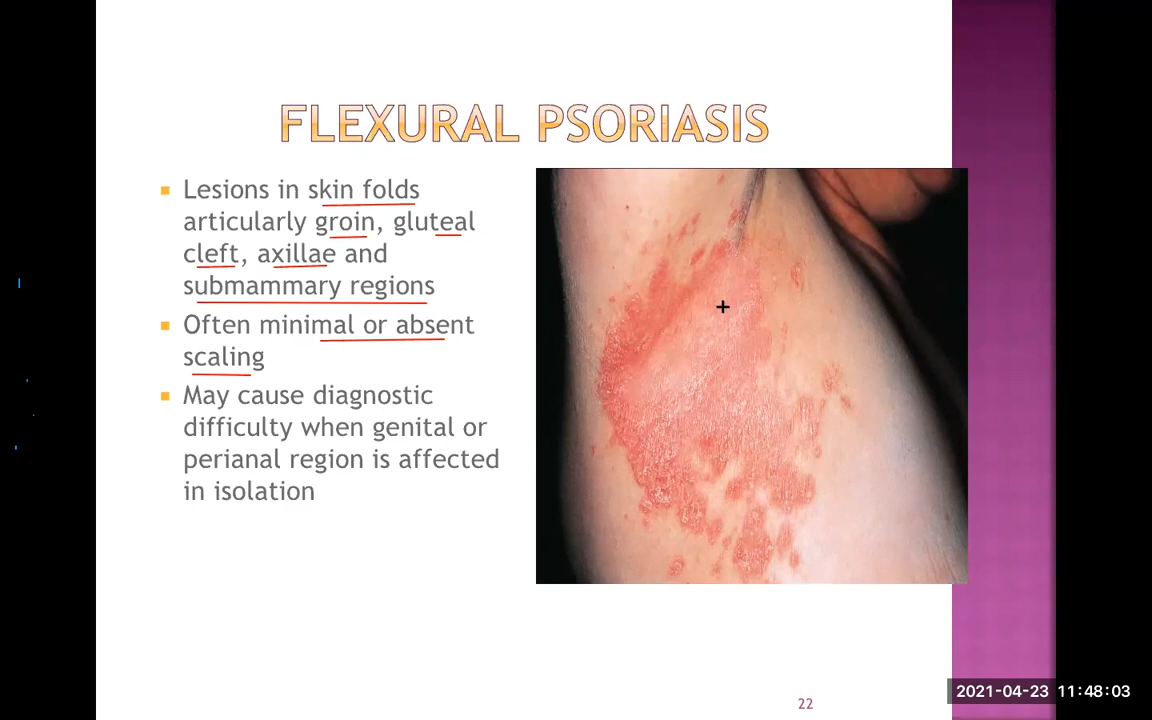 FLEXURAL PSORIASIS
Lesions in skin folds
articularly groin, gluteal
cleft, axillae and
submammary regions
Often minimal or absent
scaling
May cause diagnostic
difficulty when genital or
perianal region is affected
in isolation
22
2021-04-23 11:48:03